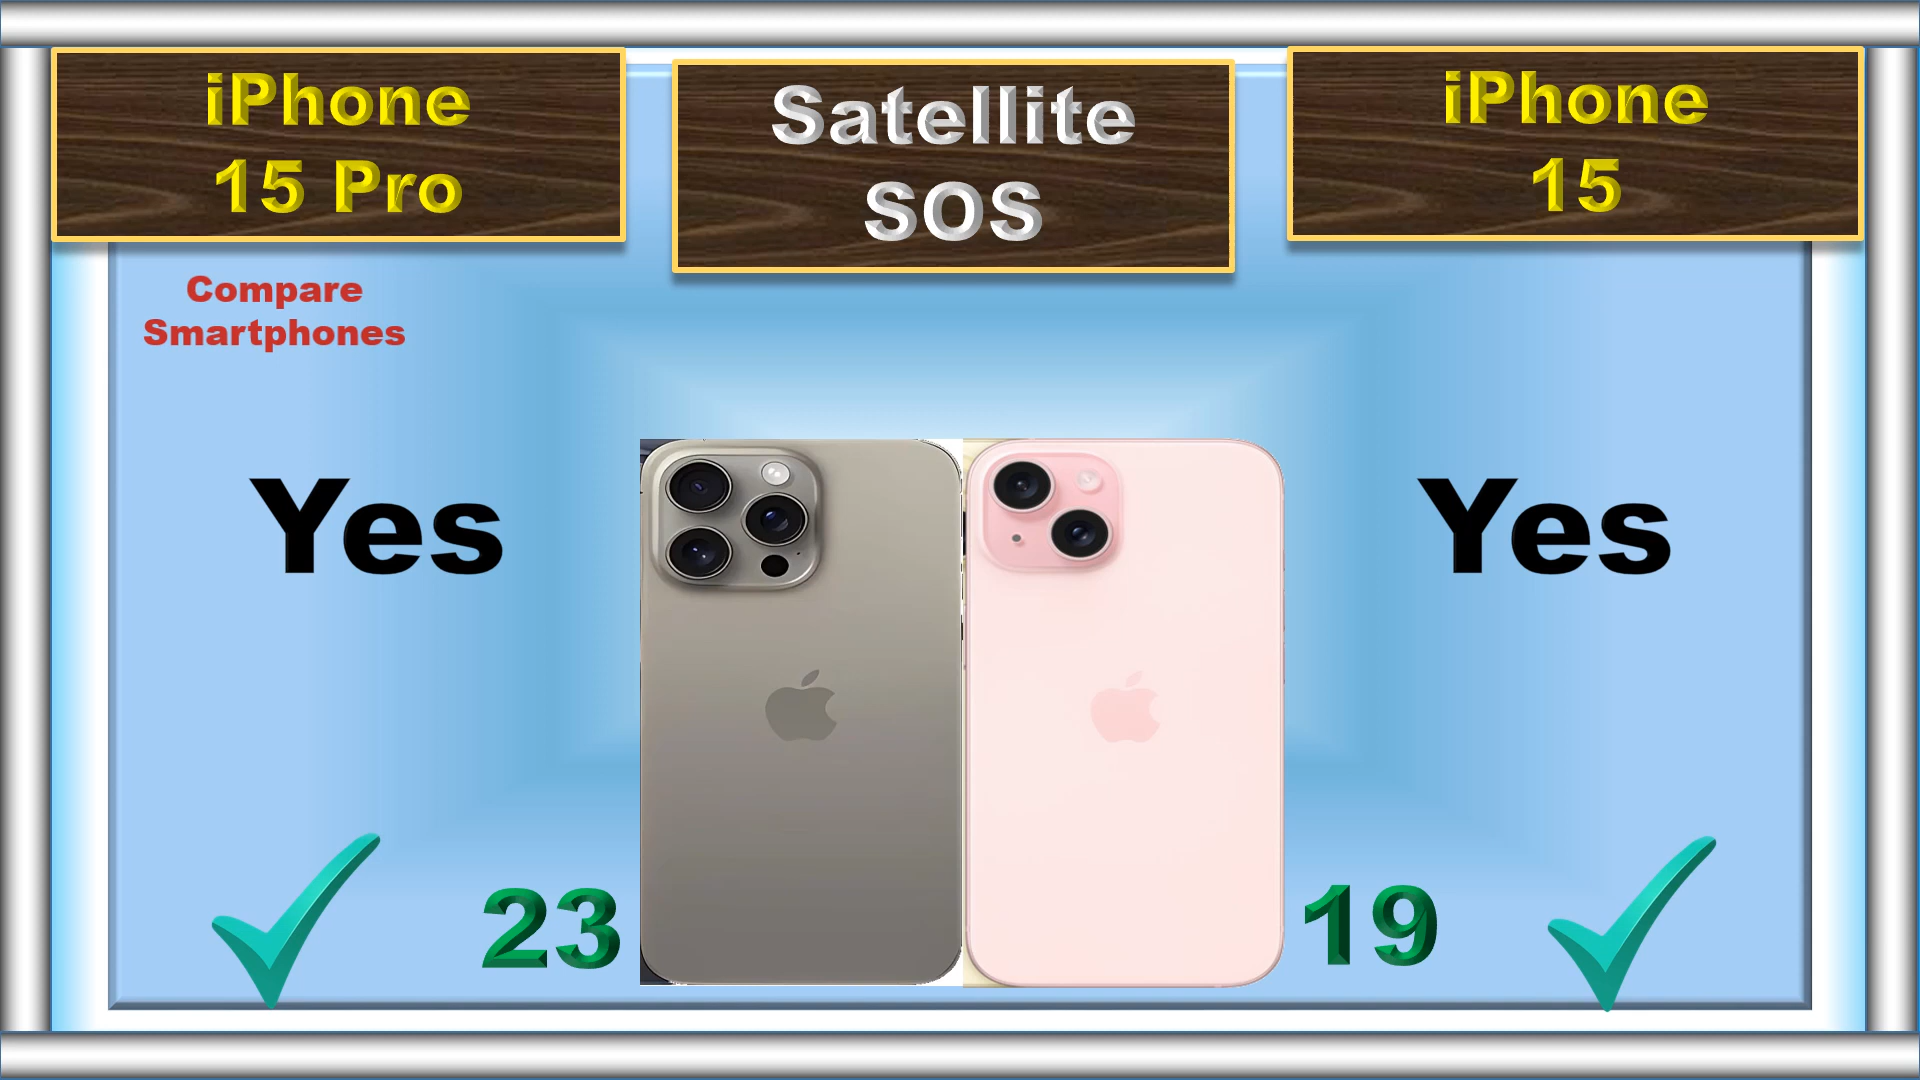 iPhone
15 Pro
Satellite
SOS
iPhone
15
Compare
Smartphones
Yes
Yes
23
19